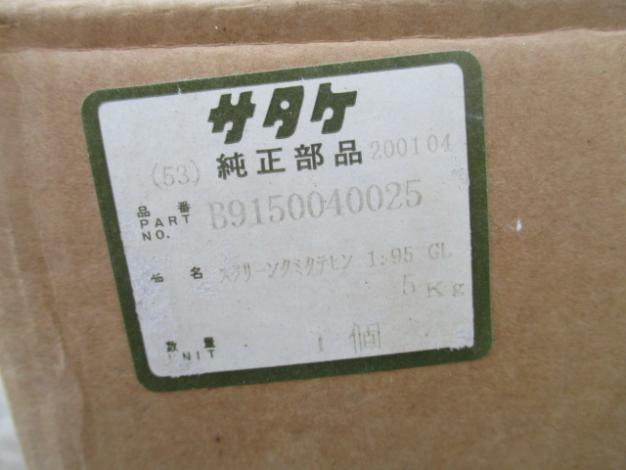 サタケ
(53) 純正部品 200104
品番 PART NO. B9150040025
品名 スクリーンクミタテヒン 1:95 GL
5Kg
数量 UNIT 1 個